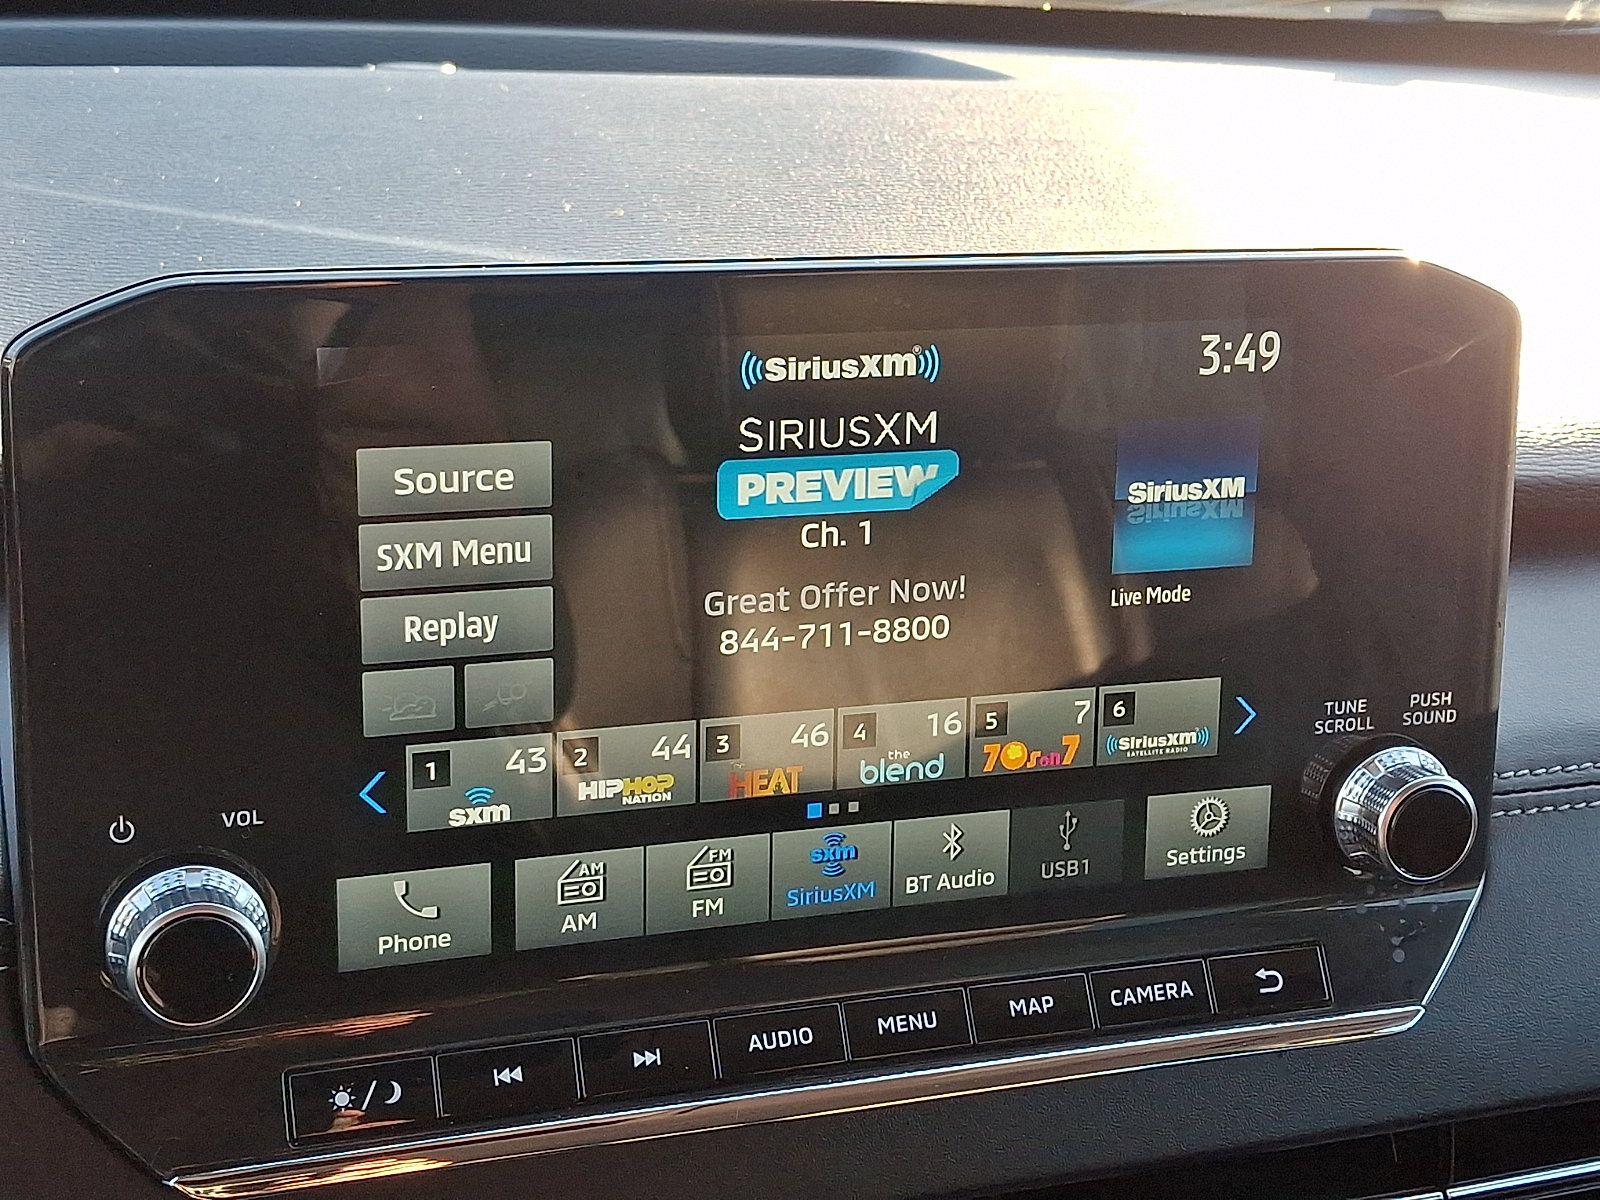 SiriusXM
3:49
SIRIUSXM
PREVIEW
Ch. 1
Great Offer Now!
844-711-8800
SiriusXM
Live Mode
Source
SXM Menu
Replay
1 43
sxm
2 44
HIPHOP
NATION
3 46
HEAT
4 16
the
blend
5 7
70s on 7
6
SiriusXM
SATELLITE RADIO
TUNE
SCROLL
PUSH
SOUND
VOL
Phone
AM
AM
FM
FM
sxm
SiriusXM
BT Audio
USB1
Settings
AUDIO
MENU
MAP
CAMERA